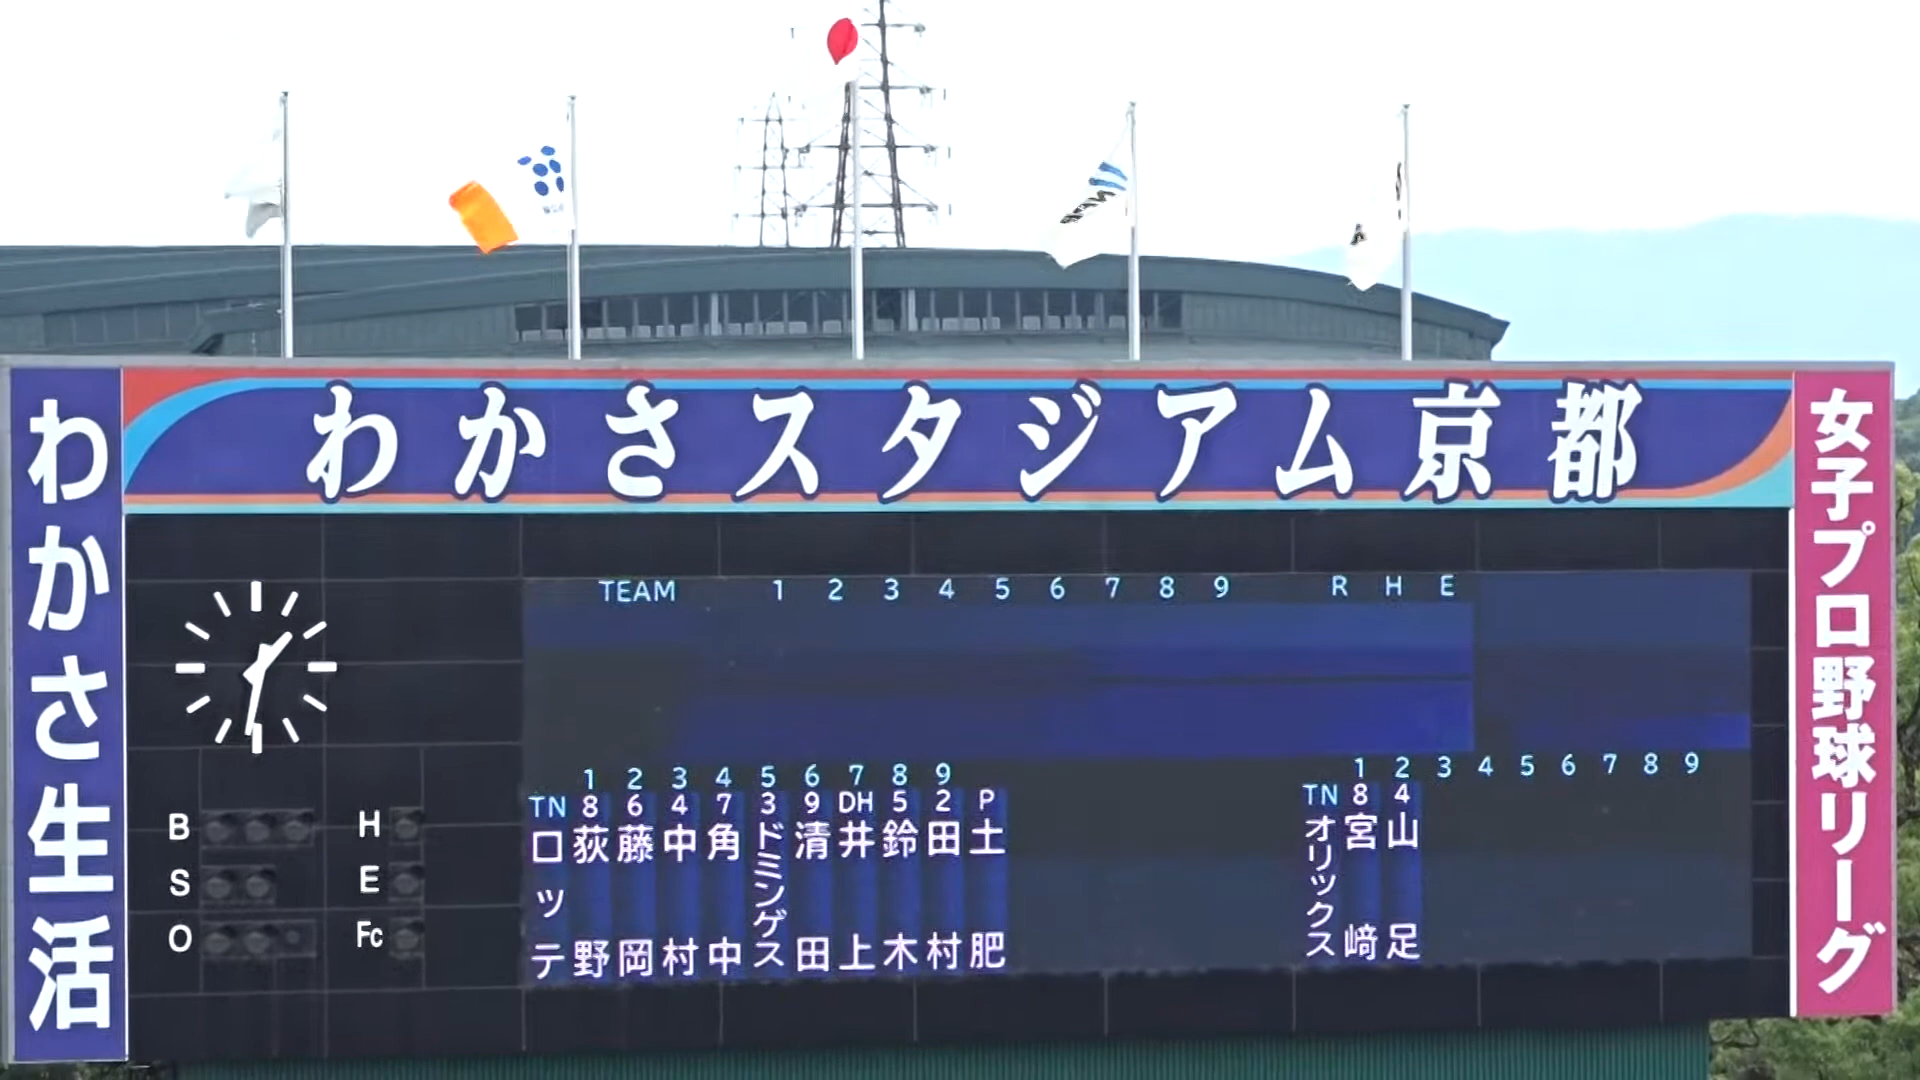 わかさスタジアム京都
わかさ生活
女子プロ野球リーグ
TEAM 1 2 3 4 5 6 7 8 9 R H E
B
S
O
H
E
Fc
1 2 3 4 5 6 7 8 9
TN 8 6 4 7 3 9 DH 5 2 P
ロッテ
荻野
藤岡
中村
角中
ドミンゲス
清田
井上
鈴木
田村
土肥
1 2 3 4 5 6 7 8 9
TN 8 4
オリックス
宮﨑
山足